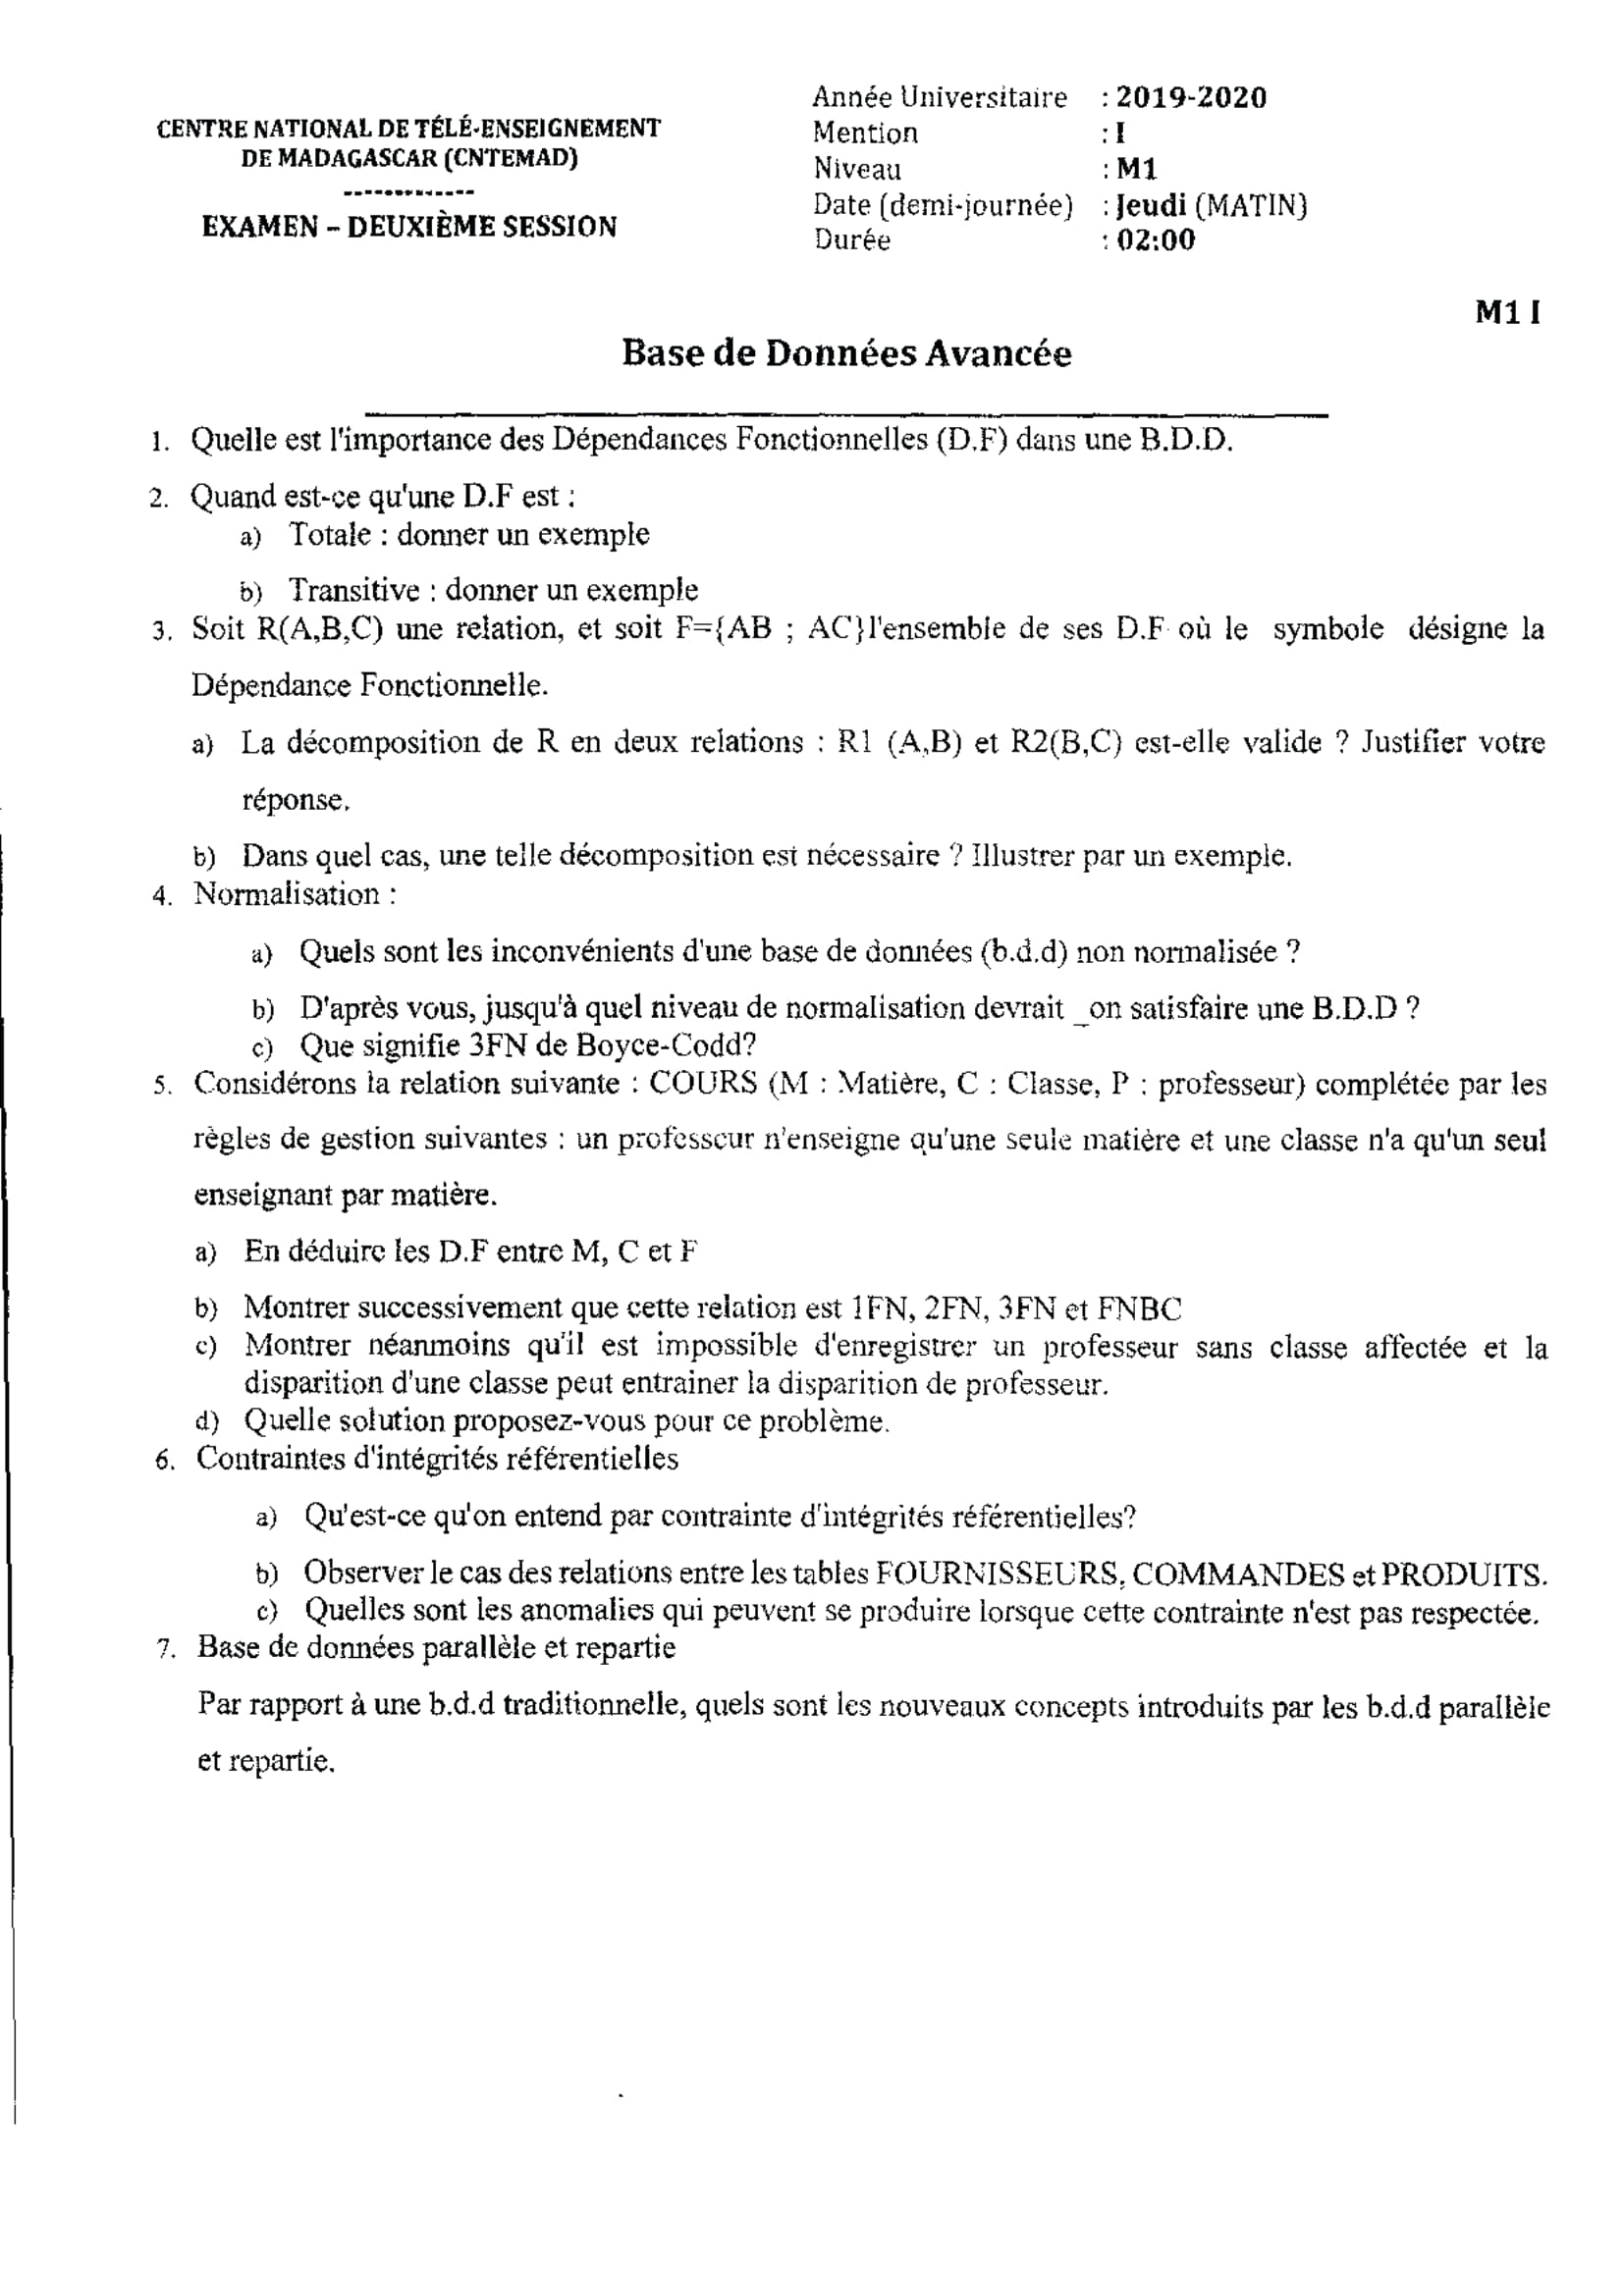 CENTRE NATIONAL DE TÉLÉ-ENSEIGNEMENT
DE MADAGASCAR (CNTEMAD)
-------------
EXAMEN – DEUXIÈME SESSION
Année Universitaire : 2019-2020
Mention : I
Niveau : M1
Date (demi-journée) : Jeudi (MATIN)
Durée : 02:00
M1 I
Base de Données Avancée
1. Quelle est l'importance des Dépendances Fonctionnelles (D.F) dans une B.D.D.
2. Quand est-ce qu'une D.F est :
a) Totale : donner un exemple
b) Transitive : donner un exemple
3. Soit R(A,B,C) une relation, et soit F={AB ; AC}l'ensemble de ses D.F où le symbole désigne la
Dépendance Fonctionnelle.
a) La décomposition de R en deux relations : R1 (A,B) et R2(B,C) est-elle valide ? Justifier votre
réponse.
b) Dans quel cas, une telle décomposition est nécessaire ? Illustrer par un exemple.
4. Normalisation :
a) Quels sont les inconvénients d'une base de données (b.d.d) non normalisée ?
b) D'après vous, jusqu'à quel niveau de normalisation devrait _on satisfaire une B.D.D ?
c) Que signifie 3FN de Boyce-Codd?
5. Considérons la relation suivante : COURS (M : Matière, C : Classe, P : professeur) complétée par les
règles de gestion suivantes : un professeur n'enseigne qu'une seule matière et une classe n'a qu'un seul
enseignant par matière.
a) En déduire les D.F entre M, C et F
b) Montrer successivement que cette relation est 1FN, 2FN, 3FN et FNBC
c) Montrer néanmoins qu'il est impossible d'enregistrer un professeur sans classe affectée et la
disparition d'une classe peut entrainer la disparition de professeur.
d) Quelle solution proposez-vous pour ce problème.
6. Contraintes d'intégrités référentielles
a) Qu'est-ce qu'on entend par contrainte d'intégrités référentielles?
b) Observer le cas des relations entre les tables FOURNISSEURS, COMMANDES et PRODUITS.
c) Quelles sont les anomalies qui peuvent se produire lorsque cette contrainte n'est pas respectée.
7. Base de données parallèle et repartie
Par rapport à une b.d.d traditionnelle, quels sont les nouveaux concepts introduits par les b.d.d parallèle
et repartie.